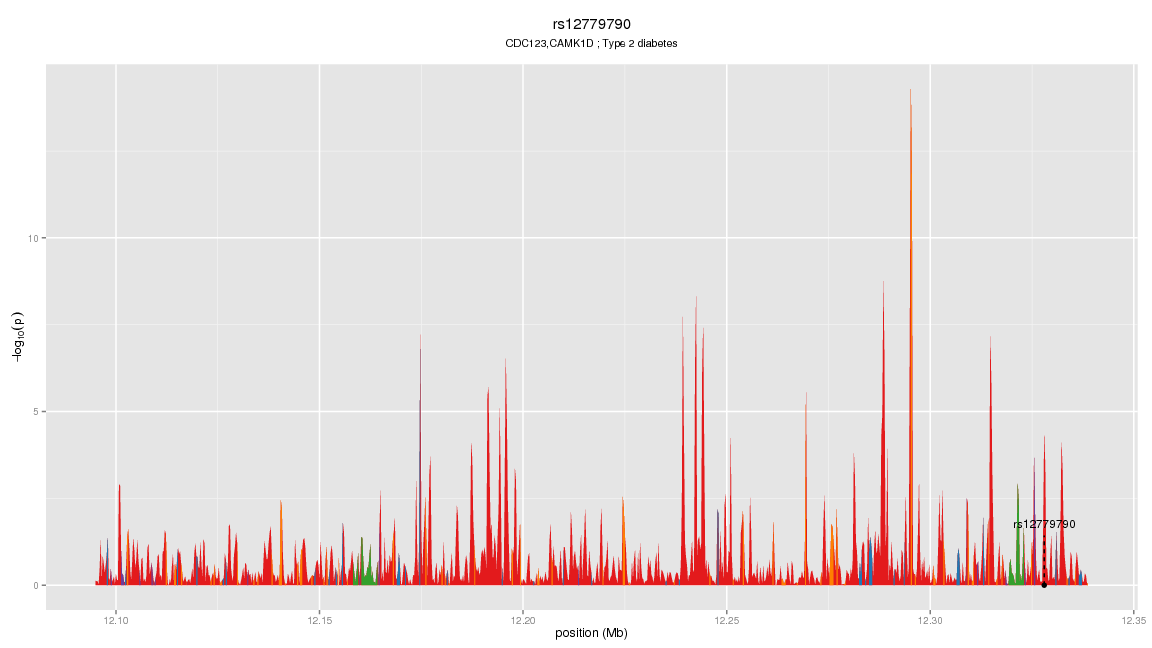 rs12779790
CDC123,CAMK1D ; Type 2 diabetes
−log10(p)
10
5
0
rs12779790
12.10
12.15
12.20
12.25
12.30
12.35
position (Mb)